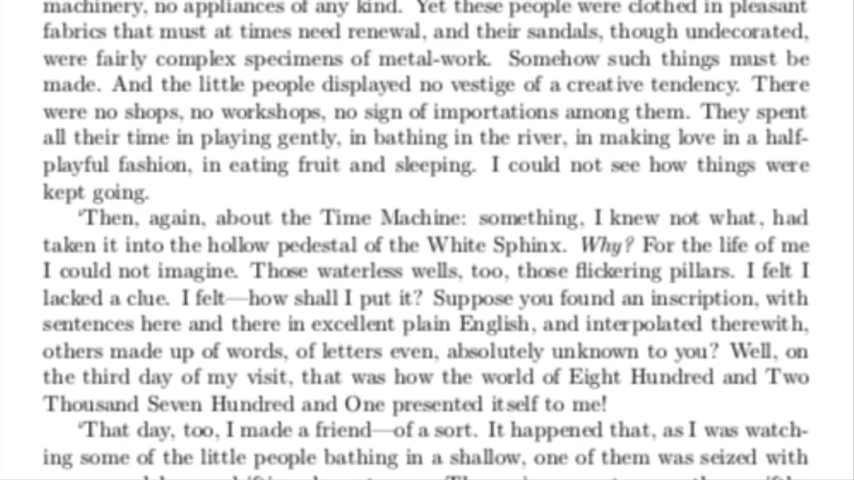 machinery, no appliances of any kind. Yet these people were clothed in pleasant
fabrics that must at times need renewal, and their sandals, though undecorated,
were fairly complex specimens of metal-work. Somehow such things must be
made. And the little people displayed no vestige of a creative tendency. There
were no shops, no workshops, no sign of importations among them. They spent
all their time in playing gently, in bathing in the river, in making love in a half-
playful fashion, in eating fruit and sleeping. I could not see how things were
kept going.
‘Then, again, about the Time Machine: something, I knew not what, had
taken it into the hollow pedestal of the White Sphinx. Why? For the life of me
I could not imagine. Those waterless wells, too, those flickering pillars. I felt I
lacked a clue. I felt—how shall I put it? Suppose you found an inscription, with
sentences here and there in excellent plain English, and interpolated therewith,
others made up of words, of letters even, absolutely unknown to you? Well, on
the third day of my visit, that was how the world of Eight Hundred and Two
Thousand Seven Hundred and One presented itself to me!
‘That day, too, I made a friend—of a sort. It happened that, as I was watch-
ing some of the little people bathing in a shallow, one of them was seized with